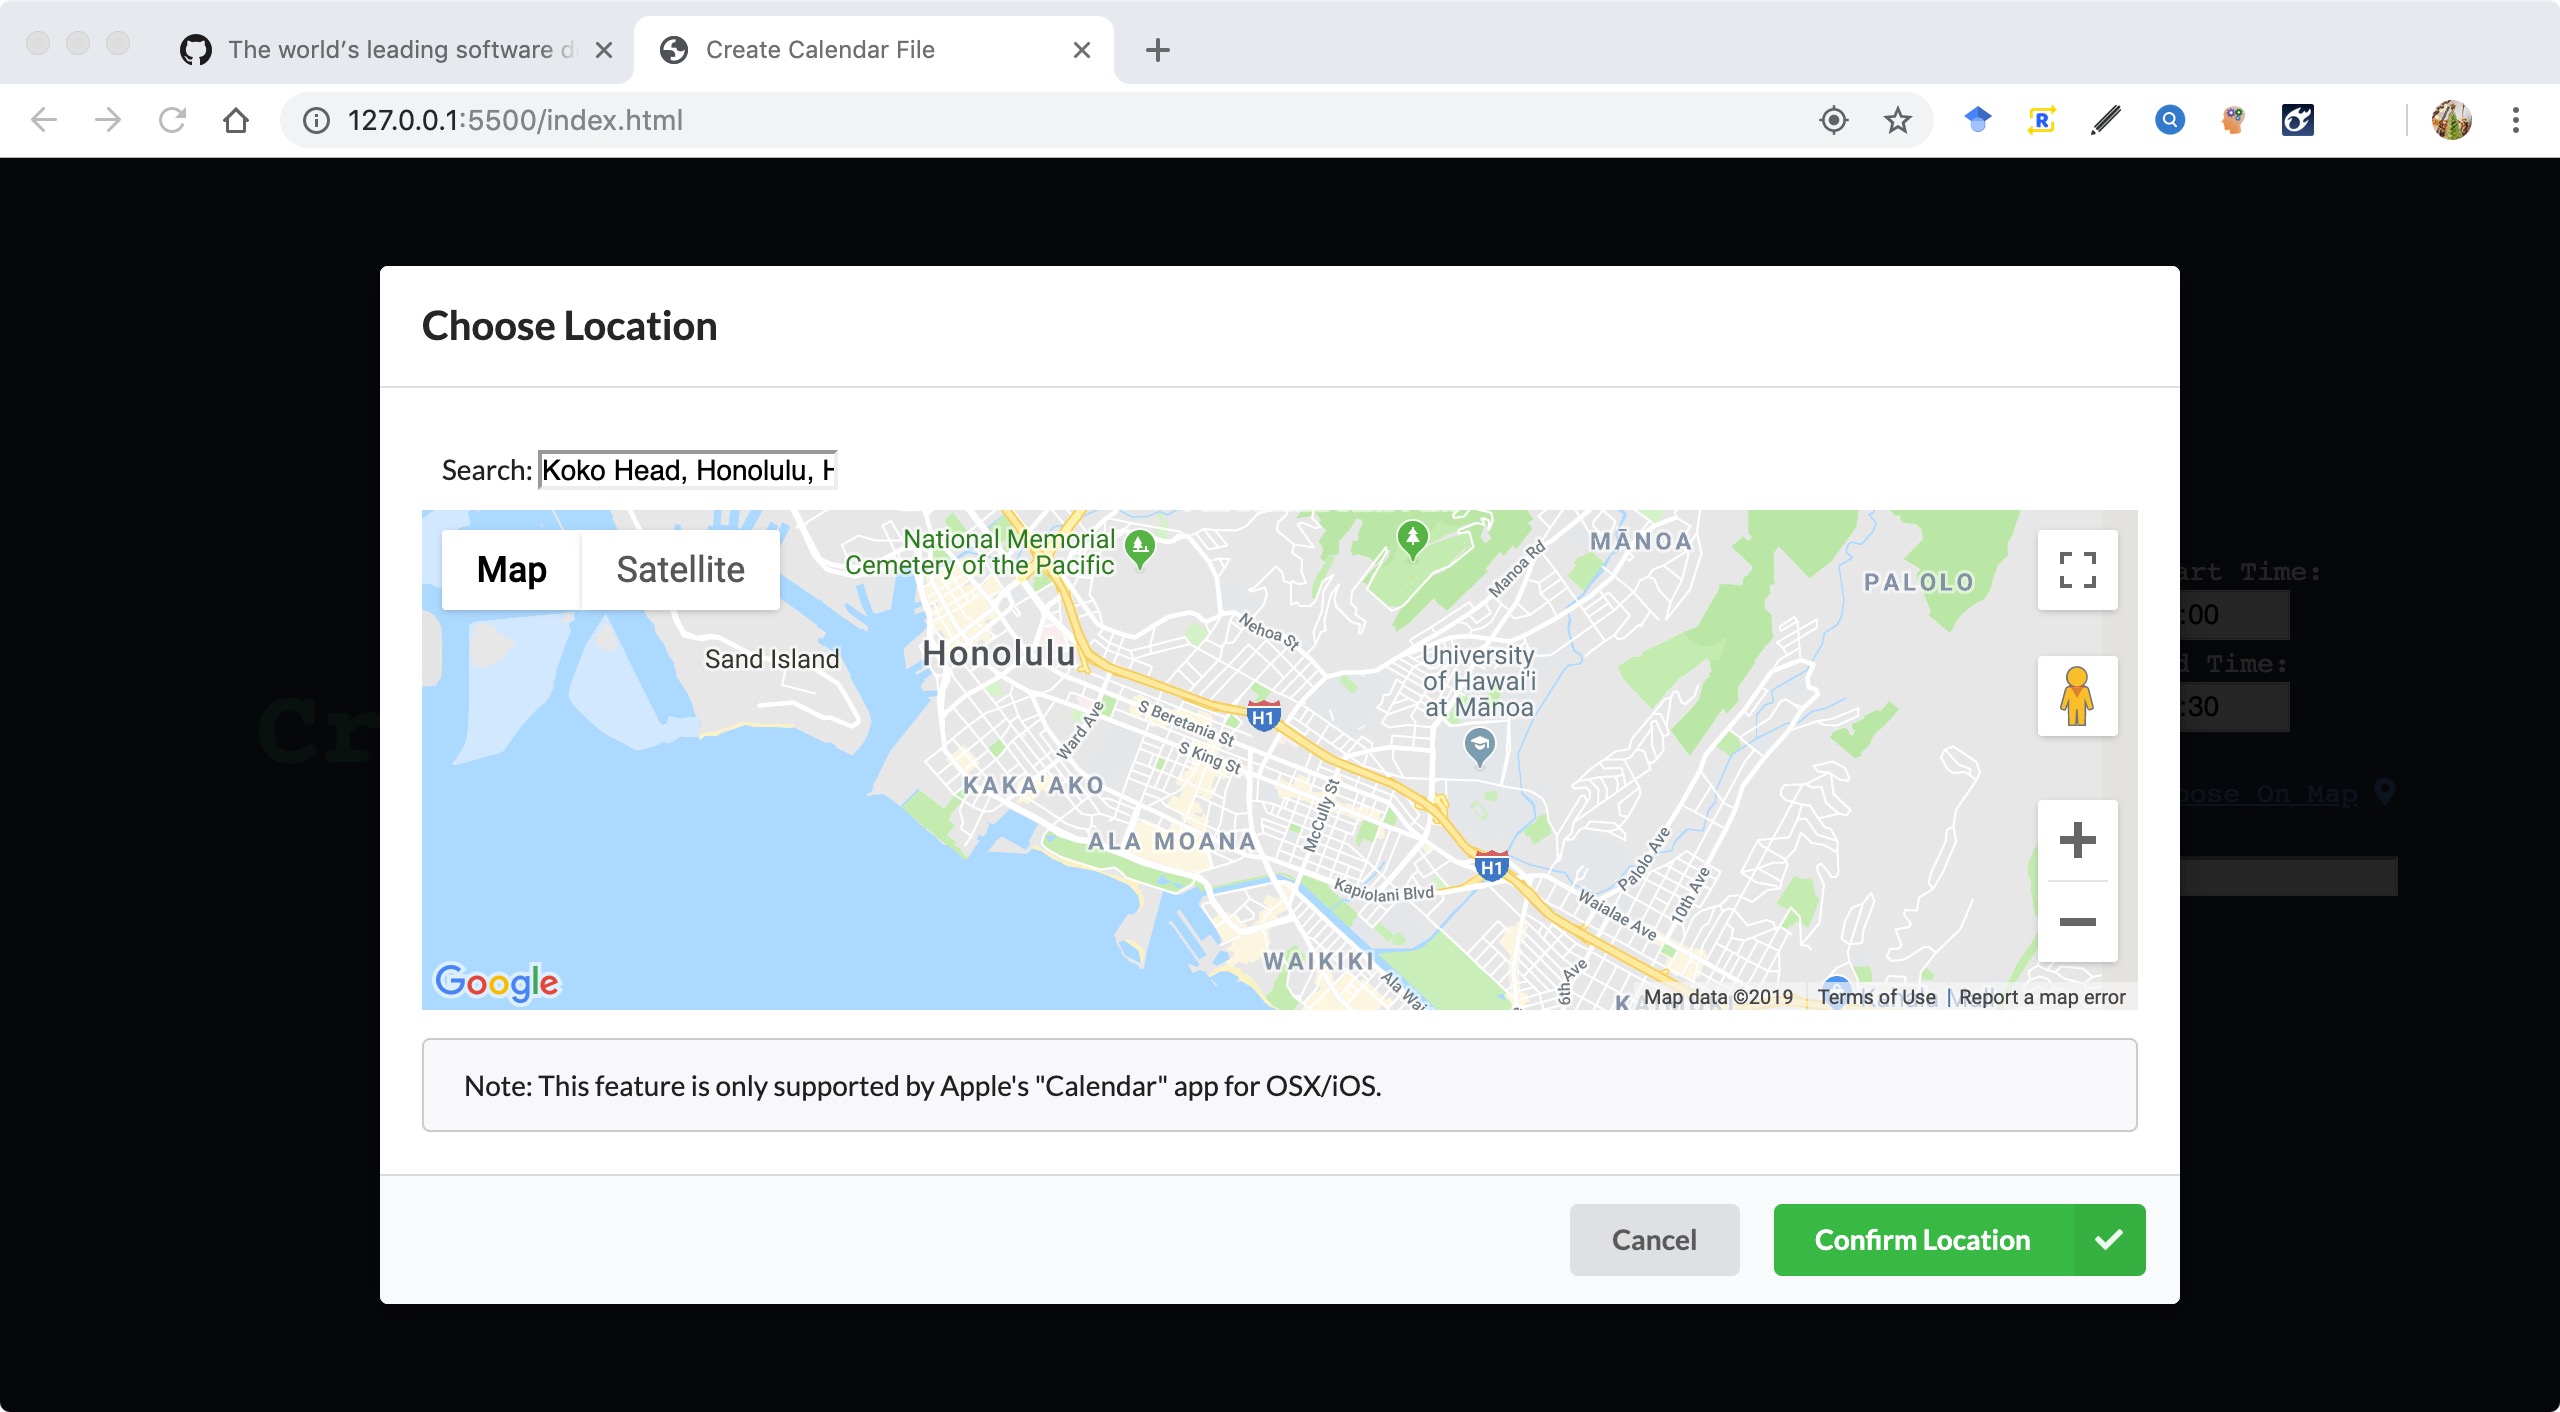 The world's leading software d
Create Calendar File
127.0.0.1:5500/index.html
Choose Location
Search: Koko Head, Honolulu, H
Map
Satellite
National Memorial
Cemetery of the Pacific
MĀNOA
Manoa Rd
PALOLO
Nehoa St
Sand Island
Honolulu
University
of Hawai'i
at Mānoa
H1
S Beretania St
Ward Ave
S King St
KAKA'AKO
McCully St
ALA MOANA
H1
Palolo Ave
10th Ave
Kapiolani Blvd
Waialae Ave
WAIKIKI
Ala Wai
6th Ave
Google
Map data ©2019
Terms of Use
Report a map error
art Time:
:00
d Time:
:30
oose On Map
Cr
Note: This feature is only supported by Apple's "Calendar" app for OSX/iOS.
Cancel
Confirm Location